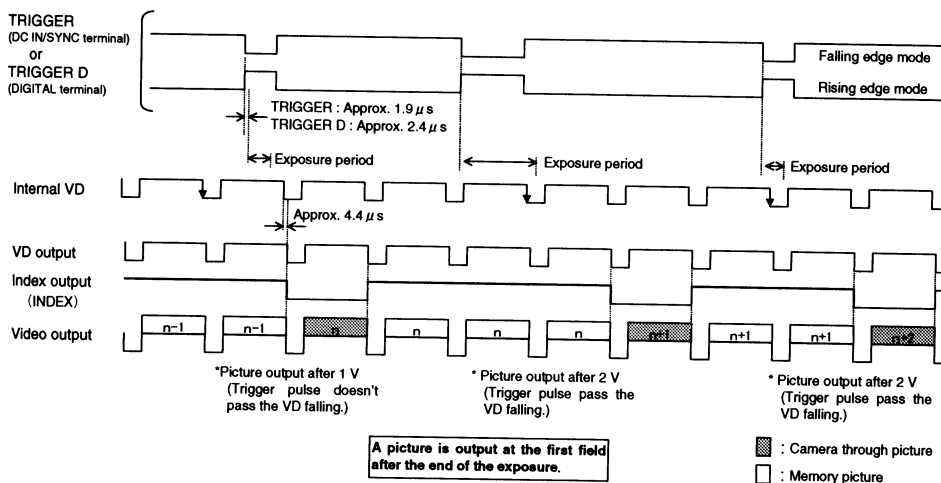 TRIGGER
(DC IN/SYNC terminal)
or
TRIGGER D
(DIGITAL terminal)
Falling edge mode
Rising edge mode
TRIGGER : Approx. 1.9 μs
TRIGGER D : Approx. 2.4 μs
Exposure period
Exposure period
Exposure period
Internal VD
Approx. 4.4 μs
VD output
Index output
(INDEX)
Video output
n-1
n-1
n
n
n
n
n+1
n+1
n+1
n+2
*Picture output after 1 V
(Trigger pulse doesn't
pass the VD falling.)
* Picture output after 2 V
(Trigger pulse pass the
VD falling.)
* Picture output after 2 V
(Trigger pulse pass the
VD falling.)
A picture is output at the first field
after the end of the exposure.
: Camera through picture
: Memory picture